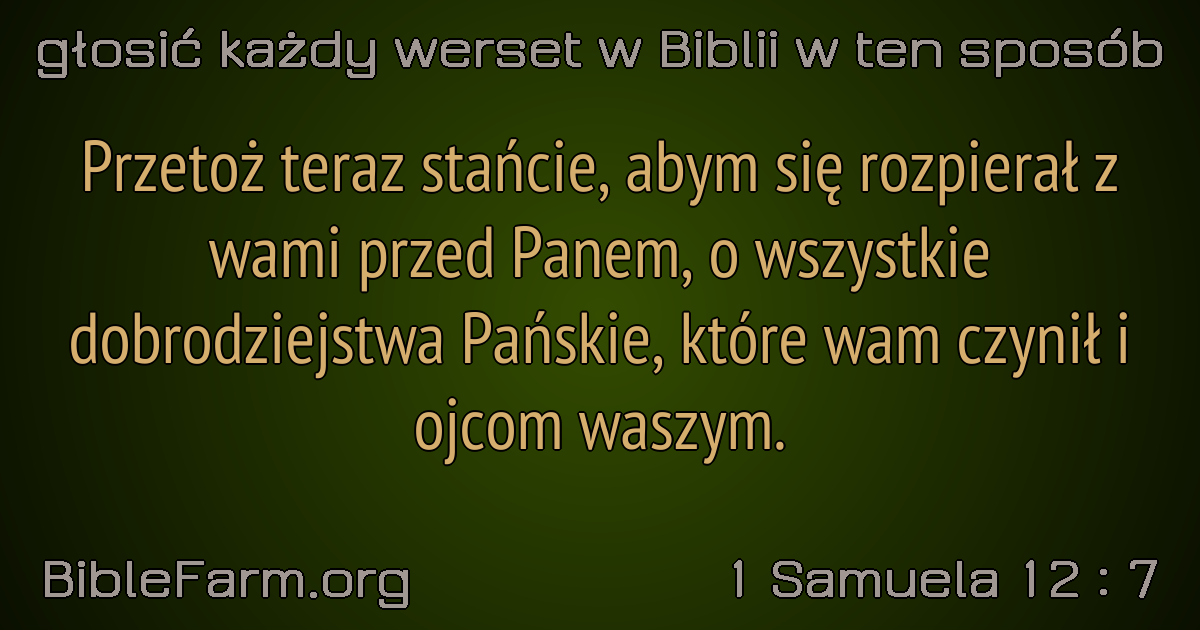 głosić każdy werset w Biblii w ten sposób
Przetoż teraz stańcie, abym się rozpierał z
wami przed Panem, o wszystkie
dobrodziejstwa Pańskie, które wam czynił i
ojcom waszym.
BibleFarm.org
1 Samuela 12 : 7